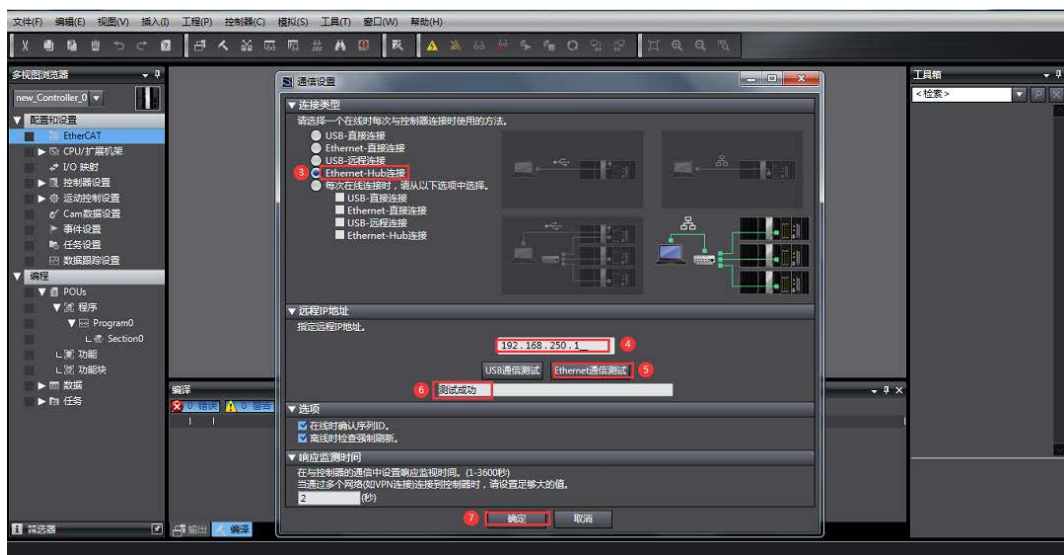 文件(F) 编辑(E) 视图(V) 插入(I) 工程(P) 控制器(C) 模拟(S) 工具(T) 窗口(W) 帮助(H)
多视图浏览器
new_Controller_0
配置和设置
EtherCAT
CPU/扩展机架
I/O 映射
控制器设置
运动控制设置
Cam数据设置
事件设置
任务设置
数据跟踪设置
编程
POUs
程序
Program0
Section0
功能
功能块
数据
任务
筛选器
通信设置
连接类型
请选择一个在线时每次与控制器连接时使用的方法。
USB-直接连接
Ethernet-直接连接
USB-远程连接
3 Ethernet-Hub连接
每次在线连接时，请从以下选项中选择。
USB-直接连接
Ethernet-直接连接
USB-远程连接
Ethernet-Hub连接
远程IP地址
指定远程IP地址。
192.168.250.1_ 4
USB通信测试 Ethernet通信测试 5
6 测试成功
选项
在线时确认序列ID。
离线时检查强制刷新。
响应监测时间
在与控制器的通信中设置响应监视时间。(1-3600秒)
当通过多个网络(如VPN连接)连接到控制器时，请设置足够大的值。
2 (秒)
7 确定 取消
编译
0 错误 0 警告
输出 编译
工具箱
<检索>